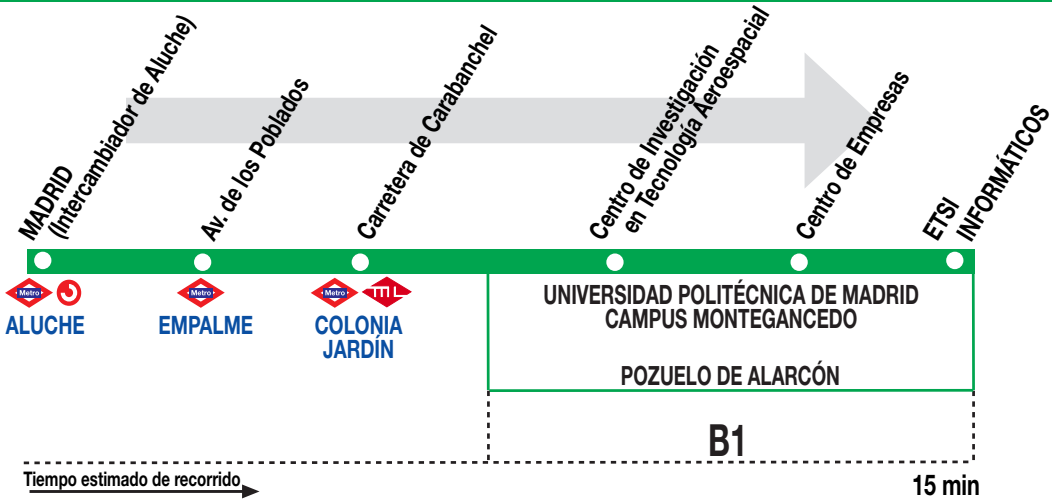 MADRID
(Intercambiador de Aluche)
Av. de los Poblados
Carretera de Carabanchel
Centro de Investigación
en Tecnología Aeroespacial
Centro de Empresas
ETSI
INFORMÁTICOS
Metro
Metro
Metro
ML
ALUCHE
EMPALME
COLONIA
JARDÍN
UNIVERSIDAD POLITÉCNICA DE MADRID
CAMPUS MONTEGANCEDO
POZUELO DE ALARCÓN
B1
Tiempo estimado de recorrido
15 min